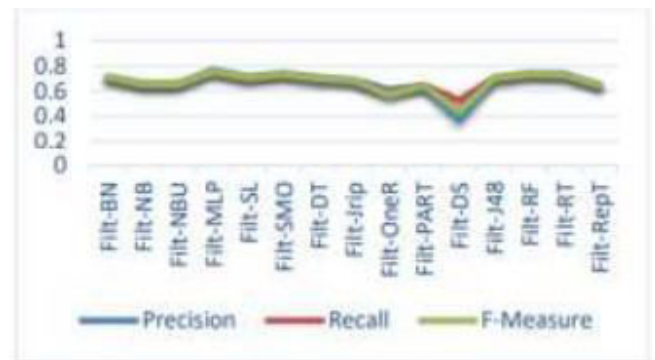 1
0.8
0.6
0.4
0.2
0
Filt-BN
Filt-NB
Filt-NBU
Filt-MLP
Filt-SL
Filt-SMO
Filt-DT
Filt-Jrip
Filt-OneR
Filt-PART
Filt-DS
Filt-J48
Filt-RF
Filt-RT
Filt-RepT
Precision Recall F-Measure